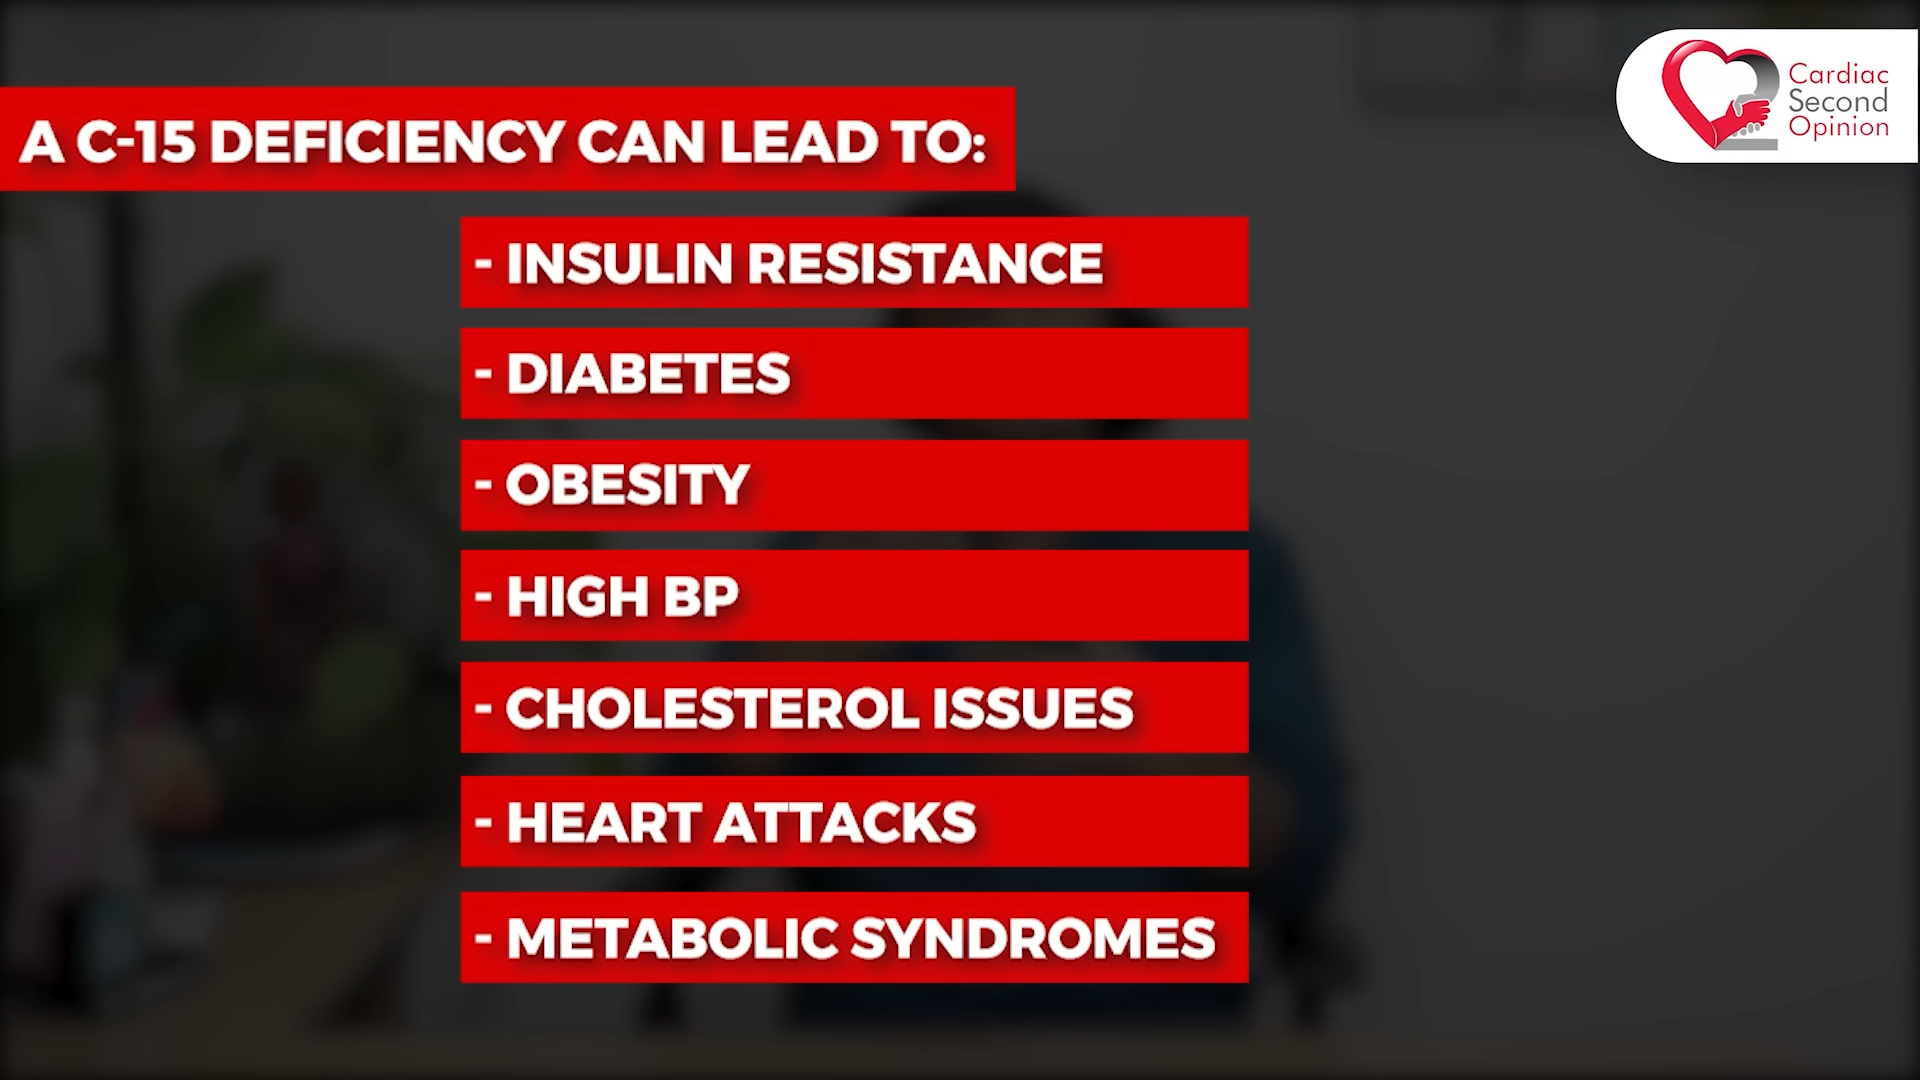 Cardiac
Second
Opinion
A C-15 DEFICIENCY CAN LEAD TO:
- INSULIN RESISTANCE
- DIABETES
- OBESITY
- HIGH BP
- CHOLESTEROL ISSUES
- HEART ATTACKS
- METABOLIC SYNDROMES